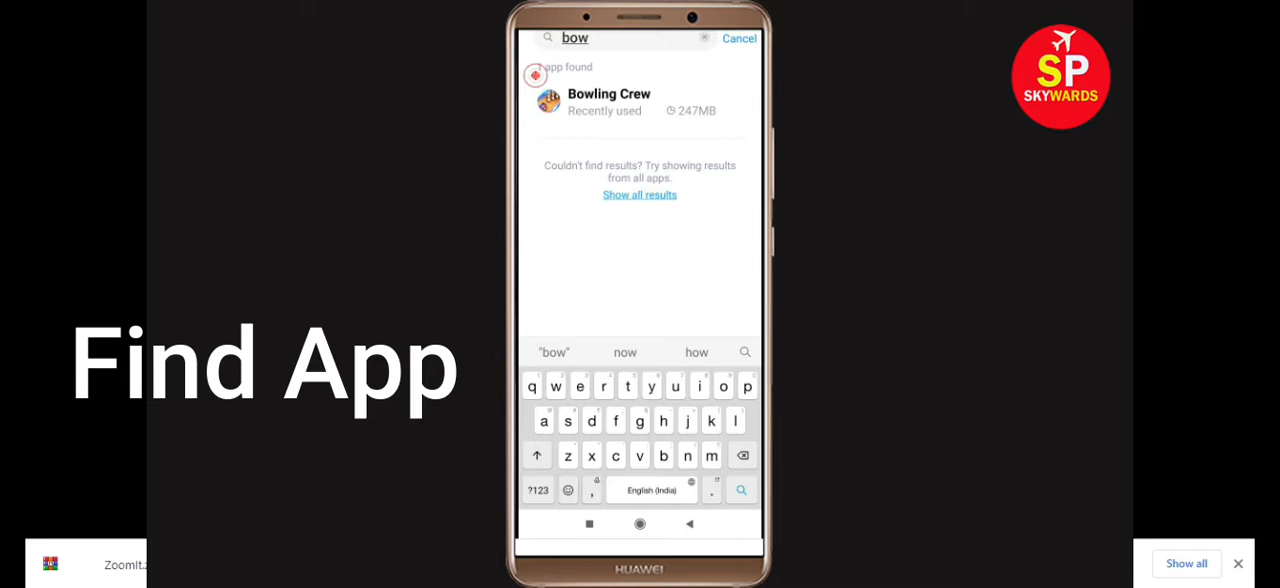 bow
Cancel
1 app found
Bowling Crew
Recently used 247MB
Couldn't find results? Try showing results
from all apps.
Show all results
SP
SKYWARDS
Find App
"bow" now how
q w e r t y u i o p
a s d f g h j k l
z x c v b n m
?123 , English (India) .
HUAWEI
Zoomit.z
Show all